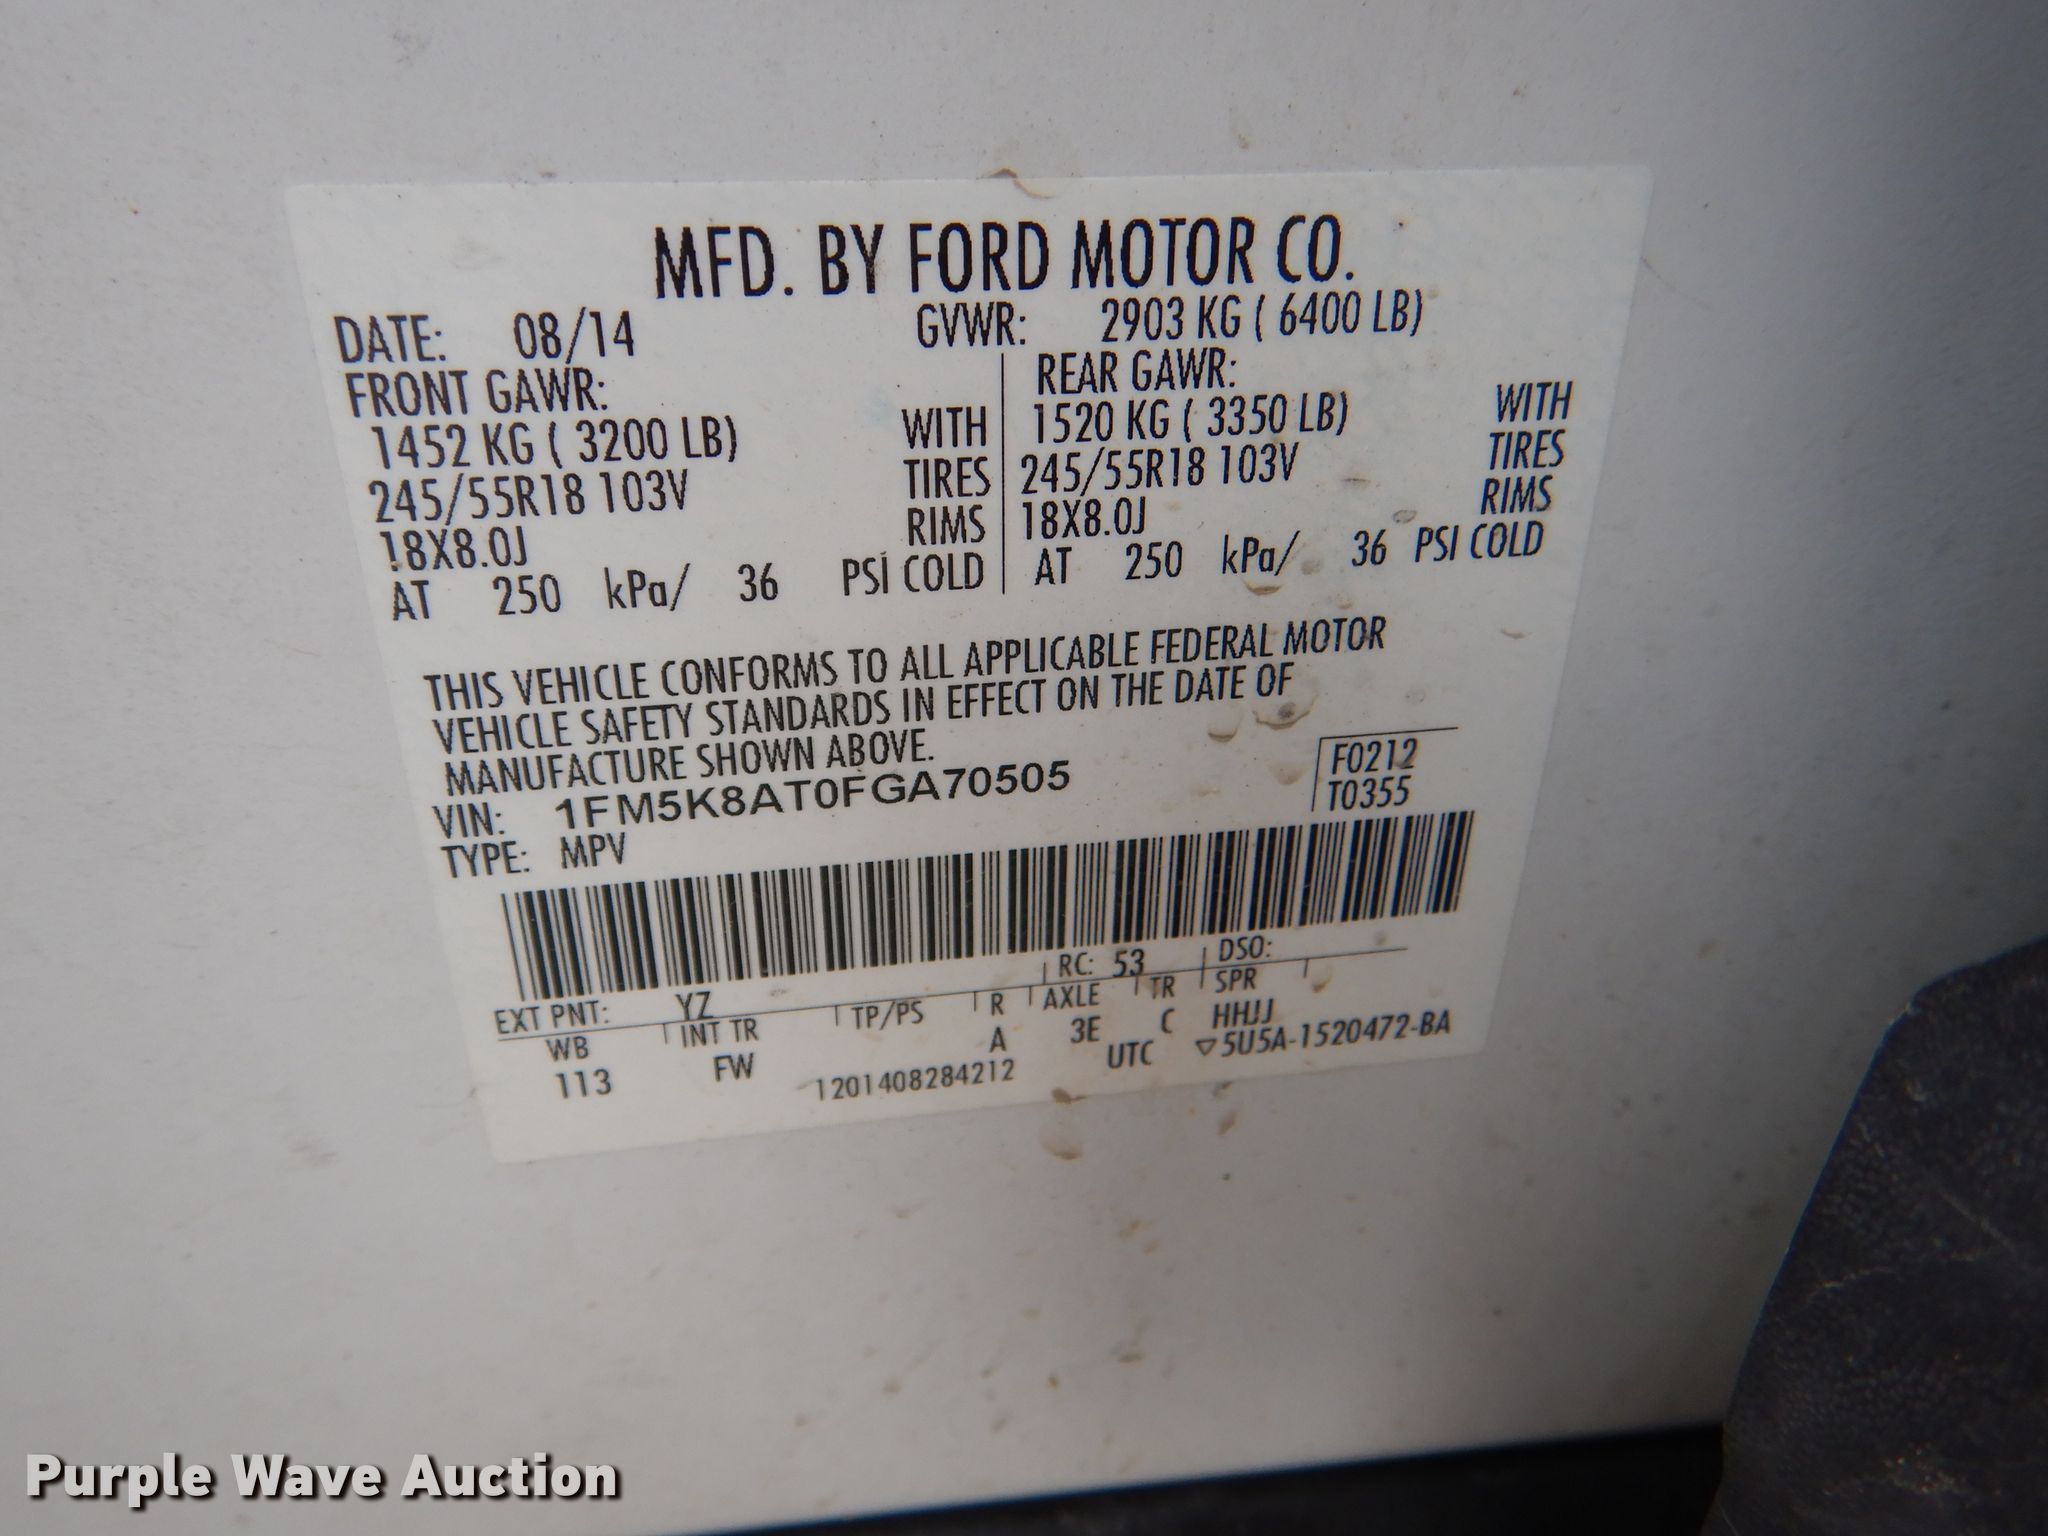 MFD. BY FORD MOTOR CO.
DATE: 08/14 GVWR: 2903 KG ( 6400 LB)
FRONT GAWR: REAR GAWR:
1452 KG ( 3200 LB) WITH 1520 KG ( 3350 LB) WITH
245/55R18 103V TIRES 245/55R18 103V TIRES
18X8.0J RIMS 18X8.0J RIMS
AT 250 kPa/ 36 PSI COLD AT 250 kPa/ 36 PSI COLD
THIS VEHICLE CONFORMS TO ALL APPLICABLE FEDERAL MOTOR
VEHICLE SAFETY STANDARDS IN EFFECT ON THE DATE OF
MANUFACTURE SHOWN ABOVE.
VIN: 1FM5K8AT0FGA70505
TYPE: MPV
F0212
T0355
EXT PNT: YZ RC: 53 DSO:
WB INT TR TP/PS R AXLE TR SPR
113 FW A 3E C HHJJ
1201408284212 UTC ▽5U5A-1520472-BA
Purple Wave Auction